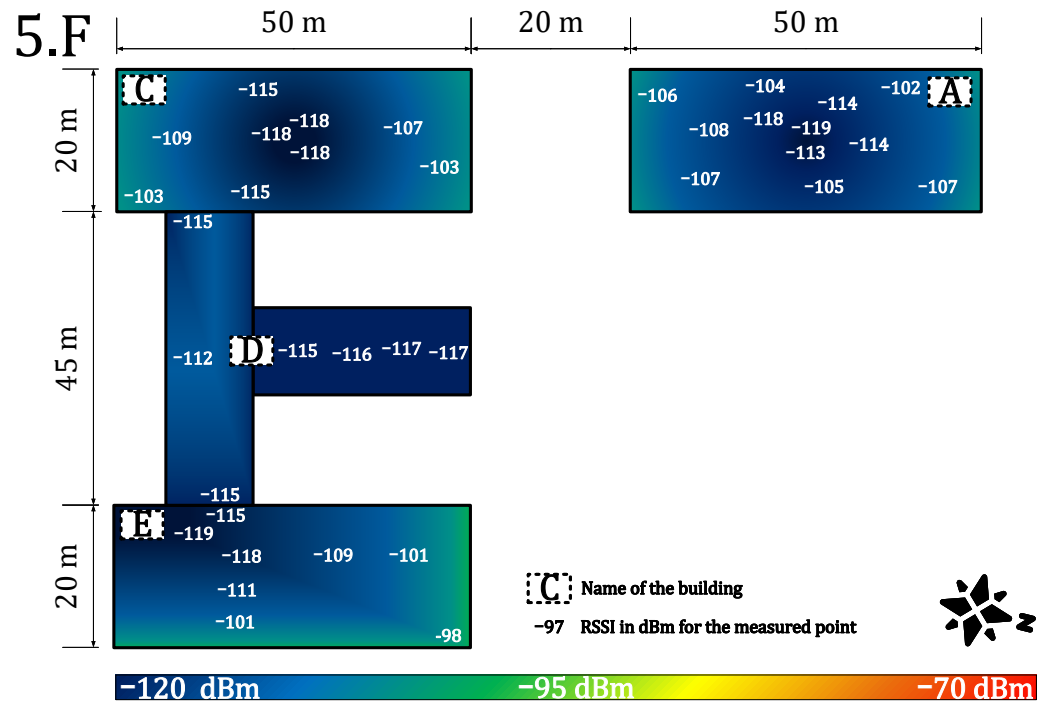 5.F
50 m 20 m 50 m
20 m
45 m
20 m
C
−115
−118
−109 −118 −107
−118
−103
−103 −115
A
−106 −104 −102
−114
−108 −118 −119
−113 −114
−107 −105 −107
−115
−112
−115
D −115 −116 −117 −117
E
−115
−119
−118 −109 −101
−111
−101
-98
C Name of the building
−97 RSSI in dBm for the measured point
N
−120 dBm −95 dBm −70 dBm